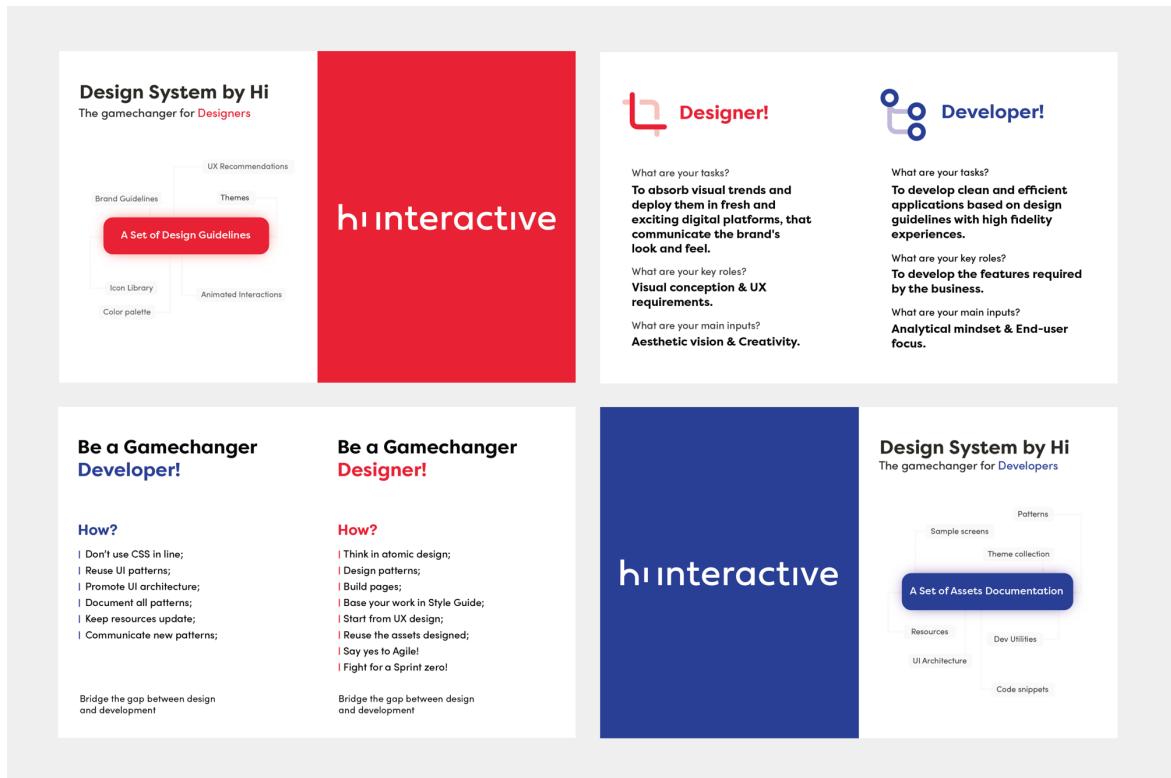 Design System by Hi
The gamechanger for Designers
UX Recommendations
Brand Guidelines
Themes
A Set of Design Guidelines
Icon Library
Animated Interactions
Color palette
hi interactive
Designer!
What are your tasks?
To absorb visual trends and
deploy them in fresh and
exciting digital platforms, that
communicate the brand's
look and feel.
What are your key roles?
Visual conception & UX
requirements.
What are your main inputs?
Aesthetic vision & Creativity.
Developer!
What are your tasks?
To develop clean and efficient
applications based on design
guidelines with high fidelity
experiences.
What are your key roles?
To develop the features required
by the business.
What are your main inputs?
Analytical mindset & End-user
focus.
Be a Gamechanger
Developer!
How?
| Don't use CSS in line;
| Reuse UI patterns;
| Promote UI architecture;
| Document all patterns;
| Keep resources update;
| Communicate new patterns;
Bridge the gap between design
and development
Be a Gamechanger
Designer!
How?
| Think in atomic design;
| Design patterns;
| Build pages;
| Base your work in Style Guide;
| Start from UX design;
| Reuse the assets designed;
| Say yes to Agile!
| Fight for a Sprint zero!
Bridge the gap between design
and development
hi interactive
Design System by Hi
The gamechanger for Developers
Patterns
Sample screens
Theme collection
A Set of Assets Documentation
Resources
Dev Utilities
UI Architecture
Code snippets